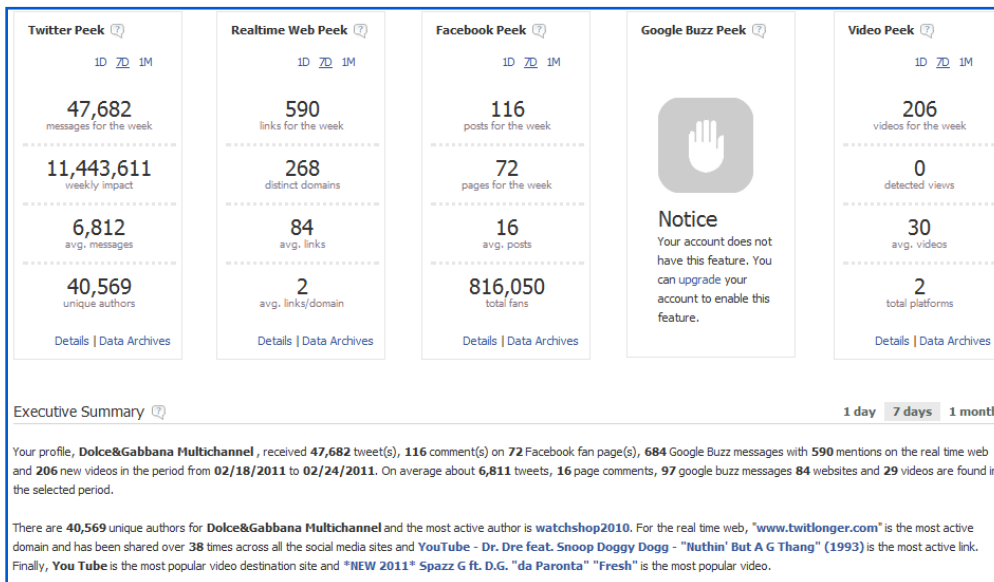 Twitter Peek ?
1D 7D 1M
47,682
messages for the week
11,443,611
weekly impact
6,812
avg. messages
40,569
unique authors
Details | Data Archives
Realtime Web Peek ?
1D 7D 1M
590
links for the week
268
distinct domains
84
avg. links
2
avg. links/domain
Details | Data Archives
Facebook Peek ?
1D 7D 1M
116
posts for the week
72
pages for the week
16
avg. posts
816,050
total fans
Details | Data Archives
Google Buzz Peek ?
Notice
Your account does not
have this feature. You
can upgrade your
account to enable this
feature.
Video Peek ?
1D 7D 1M
206
videos for the week
0
detected views
30
avg. videos
2
total platforms
Details | Data Archives
Executive Summary ?
1 day 7 days 1 month
Your profile, Dolce&Gabbana Multichannel , received 47,682 tweet(s), 116 comment(s) on 72 Facebook fan page(s), 684 Google Buzz messages with 590 mentions on the real time web
and 206 new videos in the period from 02/18/2011 to 02/24/2011. On average about 6,811 tweets, 16 page comments, 97 google buzz messages 84 websites and 29 videos are found in
the selected period.
There are 40,569 unique authors for Dolce&Gabbana Multichannel and the most active author is watchshop2010. For the real time web, "www.twitlonger.com" is the most active
domain and has been shared over 38 times across all the social media sites and YouTube - Dr. Dre feat. Snoop Doggy Dogg - "Nuthin' But A G Thang" (1993) is the most active link.
Finally, You Tube is the most popular video destination site and *NEW 2011* Spazz G ft. D.G. "da Paronta" "Fresh" is the most popular video.